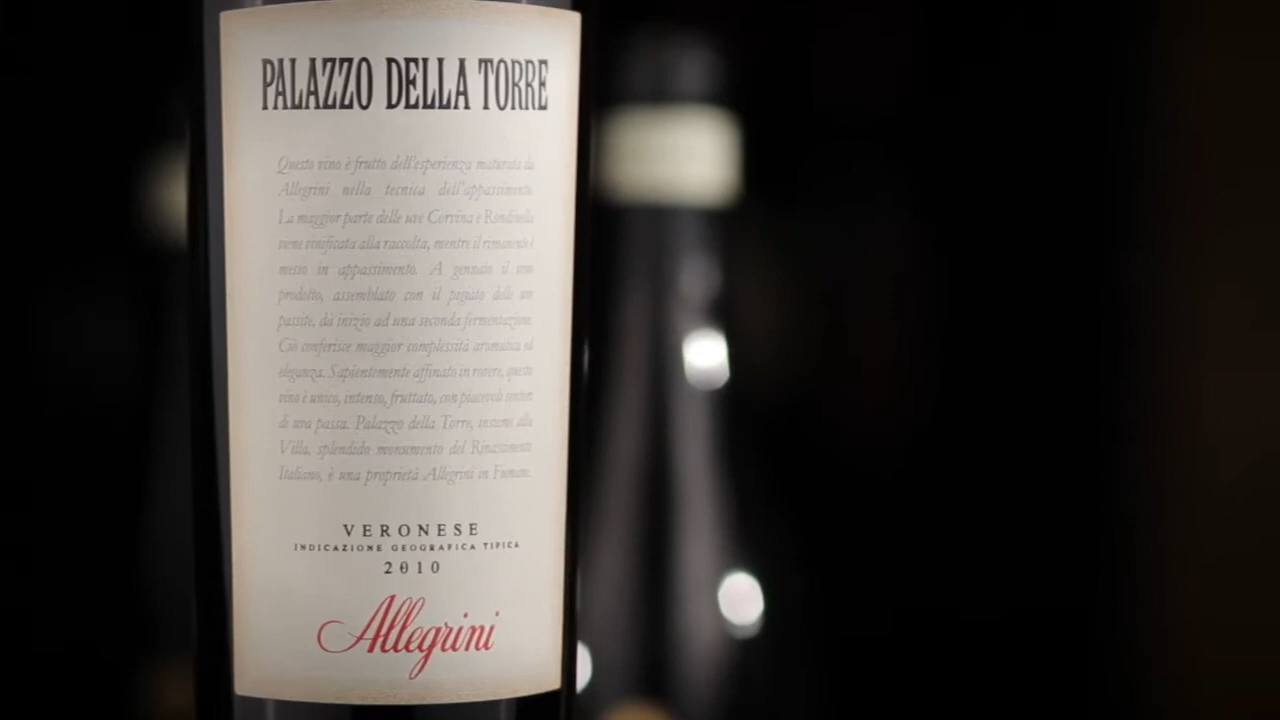 PALAZZO DELLA TORRE
Questo vino è frutto dell'esperienza maturata da
Allegrini nella tecnica dell'appassimento.
La maggior parte delle uve Corvina e Rondinella
viene vinificata alla raccolta, mentre il rimanente è
messo in appassimento. A gennaio il vino
prodotto, assemblato con il pigiato delle uve
passite, dà inizio ad una seconda fermentazione.
Ciò conferisce maggior complessità aromatica ed
eleganza. Sapientemente affinato in rovere, questo
vino è unico, intenso, fruttato, con piacevoli sentori
di uva passa. Palazzo della Torre, insieme alla
Villa, splendido monumento del Rinascimento
Italiano, è una proprietà Allegrini in Fumane.
VERONESE
INDICAZIONE GEOGRAFICA TIPICA
2010
Allegrini